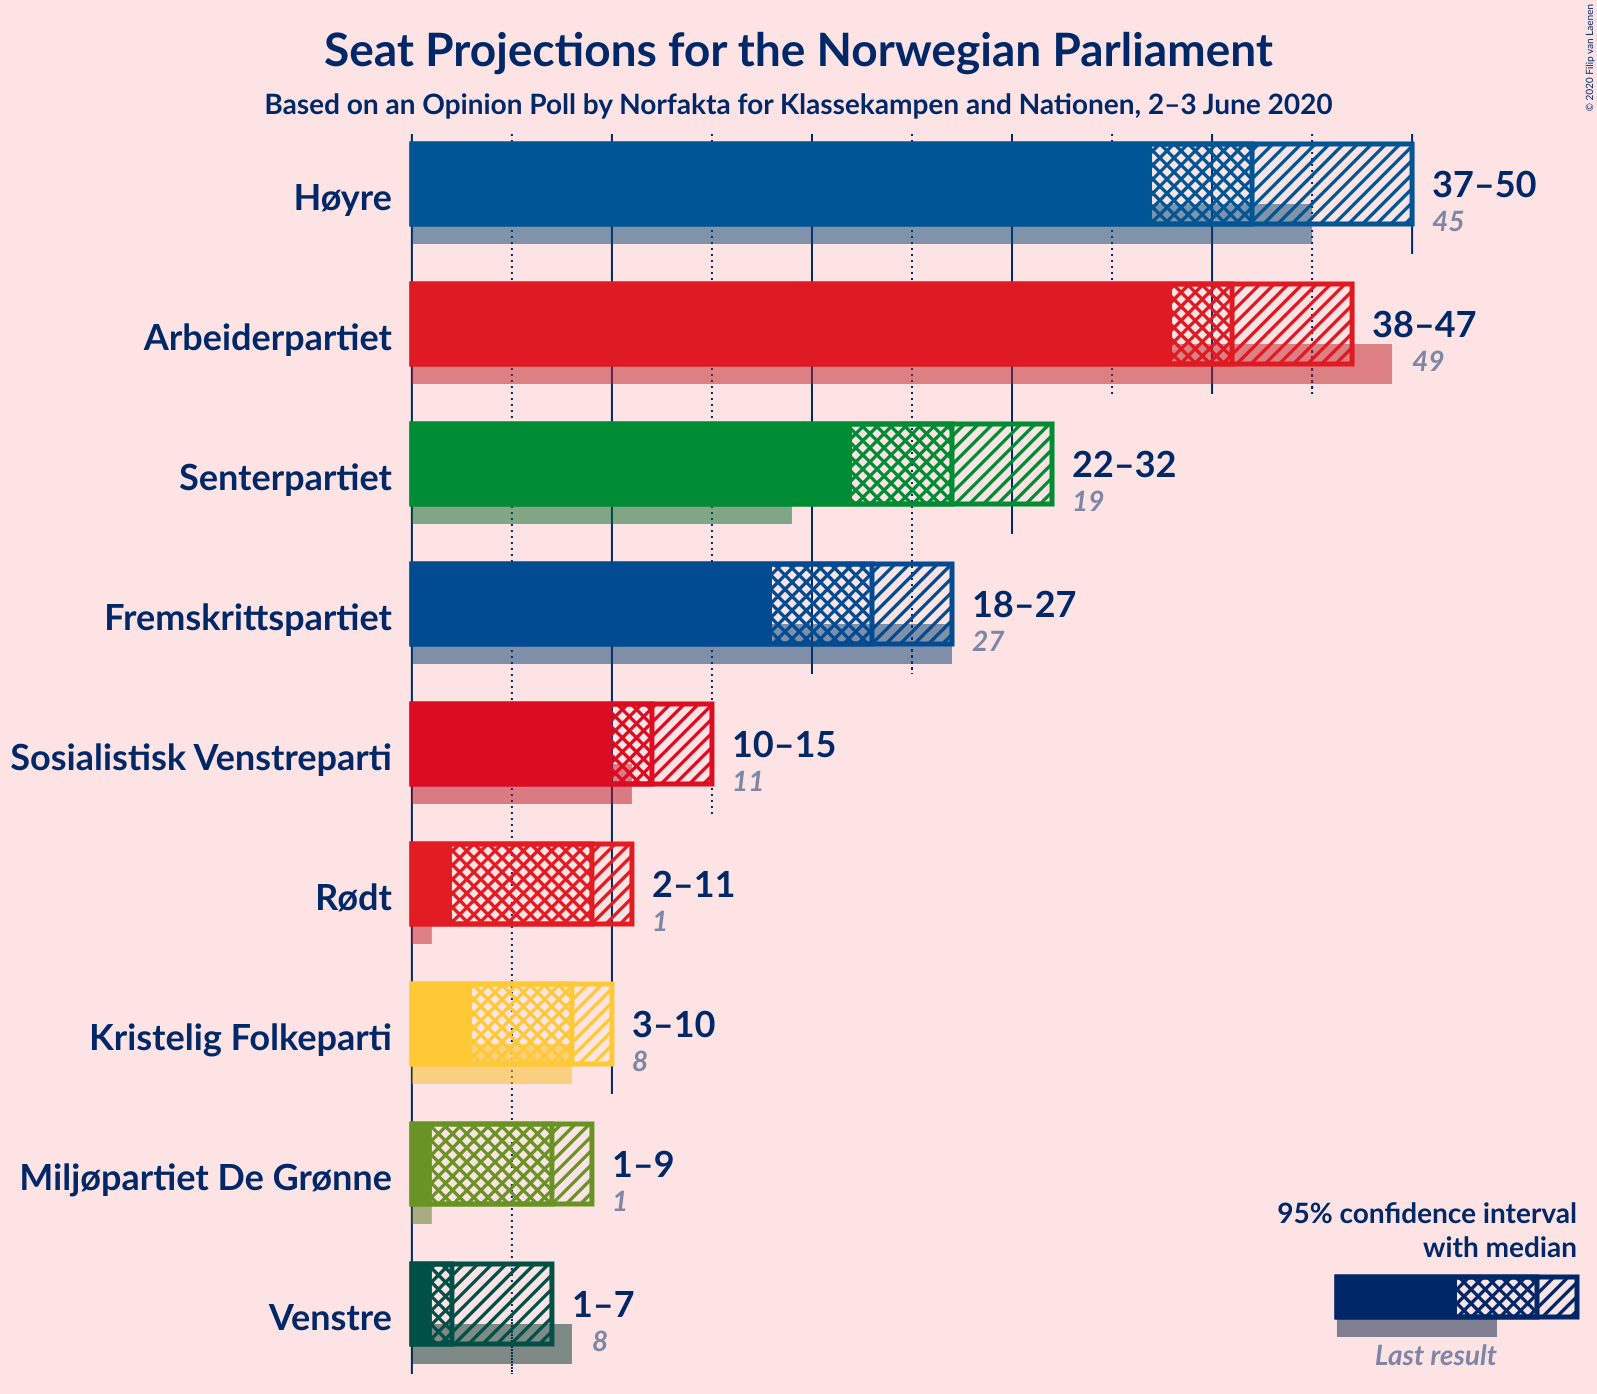 Seat Projections for the Norwegian Parliament
Based on an Opinion Poll by Norfakta for Klassekampen and Nationen, 2–3 June 2020
© 2020 Filip van Laenen
Høyre
37–50
45
Arbeiderpartiet
38–47
49
Senterpartiet
22–32
19
Fremskrittspartiet
18–27
27
Sosialistisk Venstreparti
10–15
11
Rødt
2–11
1
Kristelig Folkeparti
3–10
8
Miljøpartiet De Grønne
1–9
1
Venstre
1–7
8
95% confidence interval
with median
Last result